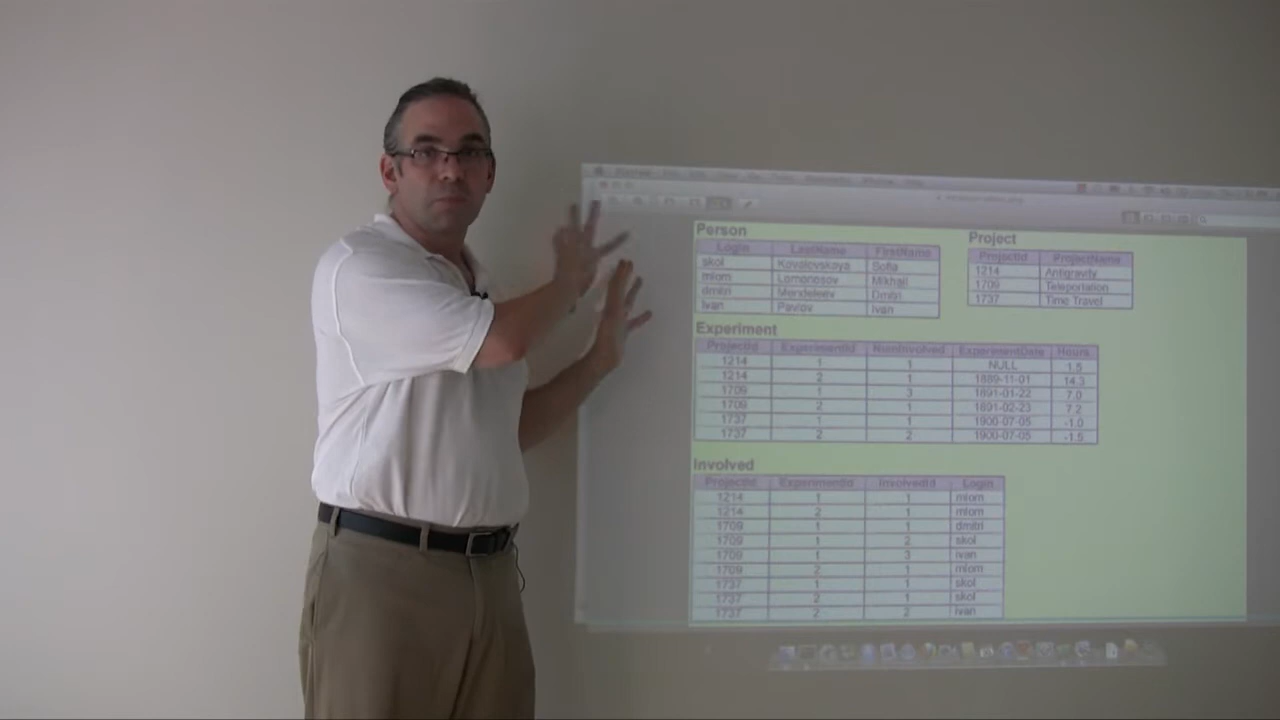 Person
Login LastName FirstName
skol Kovalevskaya Sofia
mlom Lomonosov Mikhail
dmitri Mendeleev Dmitri
ivan Pavlov Ivan
Project
ProjectId ProjectName
1214 Antigravity
1709 Teleportation
1737 Time Travel
Experiment
ProjectId ExperimentId NumInvolved ExperimentDate Hours
1214 1 1 NULL 1.5
1214 2 1 1889-11-01 14.3
1709 1 3 1891-01-22 7.0
1709 2 1 1891-02-23 7.2
1737 1 1 1900-07-05 -1.0
1737 2 2 1900-07-05 -1.5
Involved
ProjectId ExperimentId InvolvedId Login
1214 1 1 mlom
1214 2 1 mlom
1709 1 1 dmitri
1709 1 2 skol
1709 1 3 ivan
1709 2 1 mlom
1737 1 1 skol
1737 2 1 skol
1737 2 2 ivan